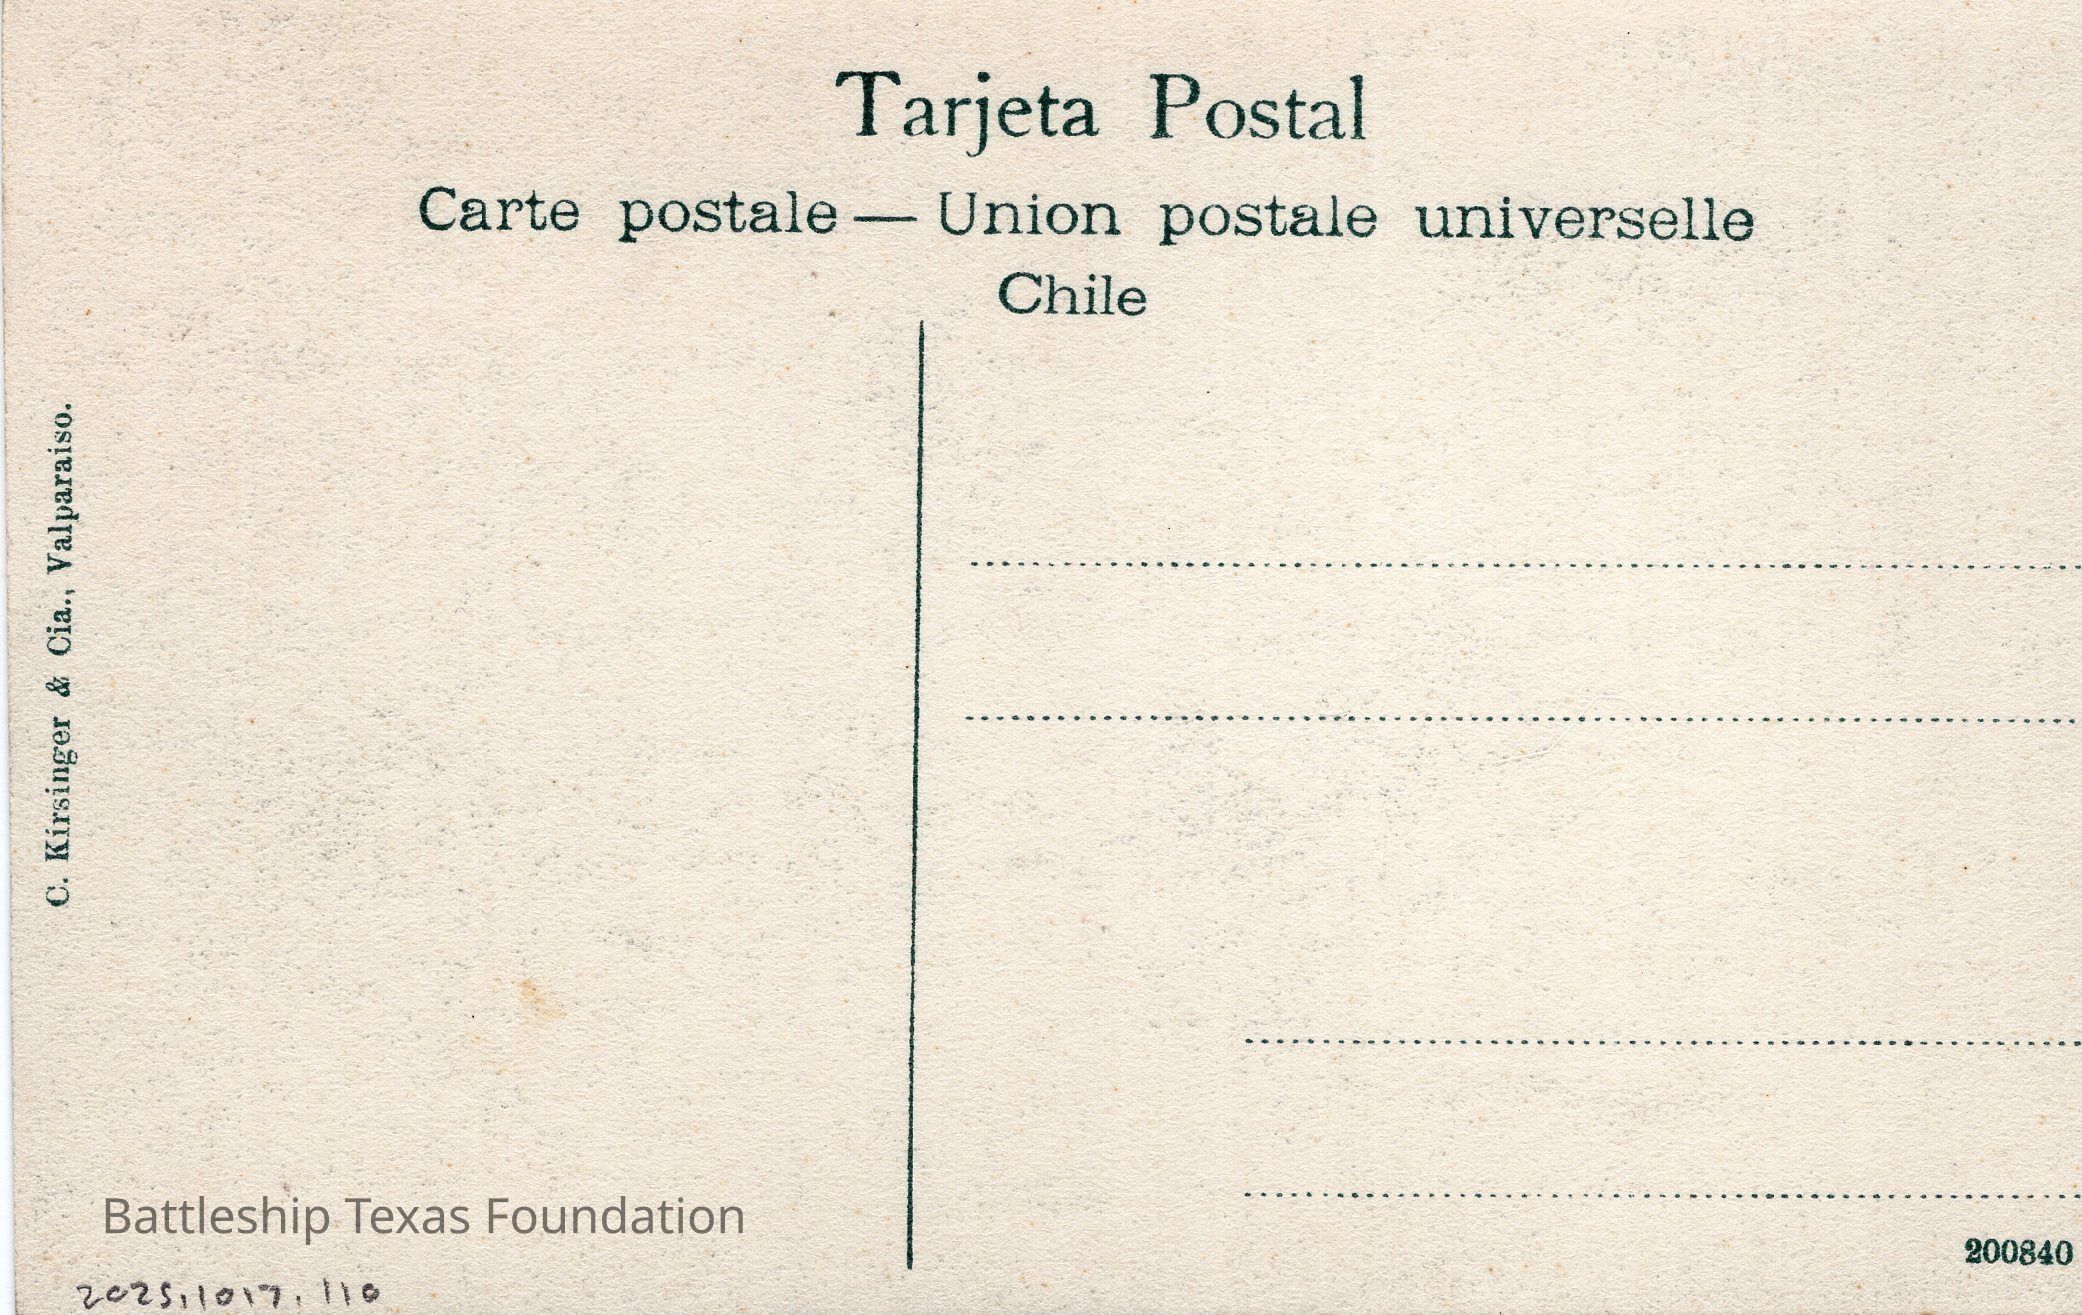 Tarjeta Postal
Carte postale — Union postale universelle
Chile
C. Kirsinger & Cia., Valparaiso.
Battleship Texas Foundation
200840
2025.1017.110